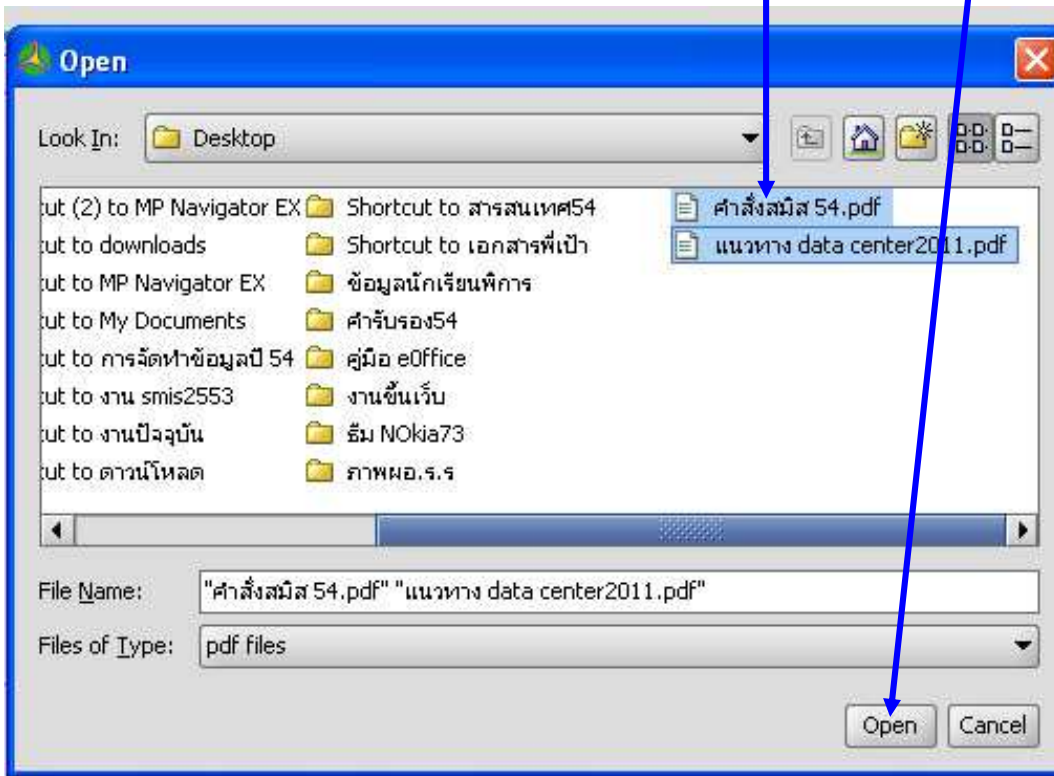 Open
Look In: Desktop
cut (2) to MP Navigator EX Shortcut to สารสนเทศ54 คำสั่งสมิส 54.pdf
cut to downloads Shortcut to เอกสารพี่เป้า แนวทาง data center2011.pdf
cut to MP Navigator EX ข้อมูลนักเรียนพิการ
cut to My Documents คำรับรอง54
cut to การจัดทำข้อมูลปี 54 คู่มือ eOffice
cut to งาน smis2553 งานขึ้นเว็บ
cut to งานปัจจุบัน ธีม NOkia73
cut to ดาวน์โหลด ภาพผอ.ร.ร
File Name: "คำสั่งสมิส 54.pdf" "แนวทาง data center2011.pdf"
Files of Type: pdf files
Open Cancel